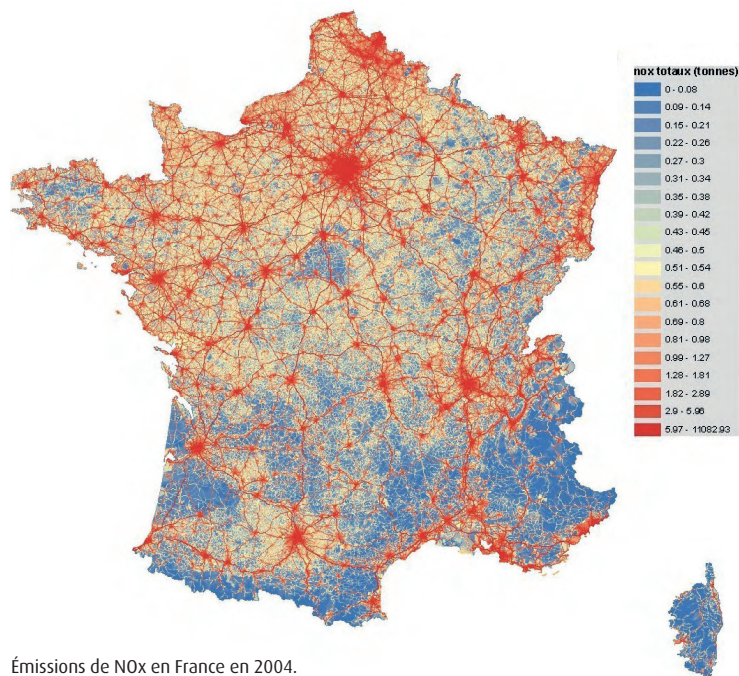 nox totaux (tonnes)
0 - 0.08
0.09 - 0.14
0.15 - 0.21
0.22 - 0.26
0.27 - 0.3
0.31 - 0.34
0.35 - 0.38
0.39 - 0.42
0.43 - 0.45
0.46 - 0.5
0.51 - 0.54
0.55 - 0.6
0.61 - 0.68
0.69 - 0.8
0.81 - 0.98
0.99 - 1.27
1.28 - 1.81
1.82 - 2.89
2.9 - 5.96
5.97 - 11082.93
Émissions de NOx en France en 2004.